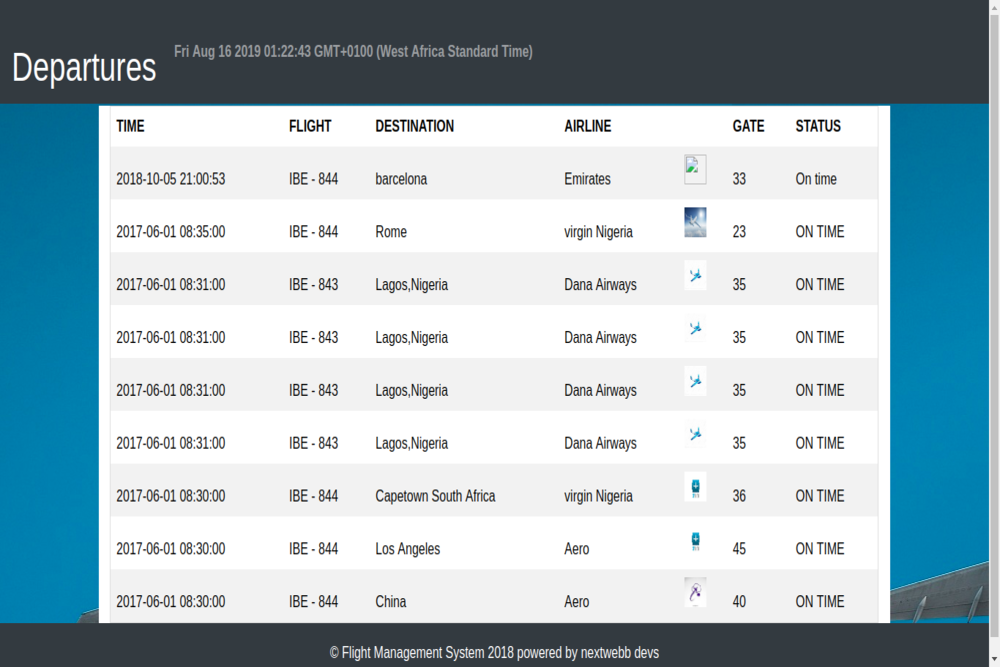 Departures Fri Aug 16 2019 01:22:43 GMT+0100 (West Africa Standard Time)
TIME FLIGHT DESTINATION AIRLINE GATE STATUS
2018-10-05 21:00:53 IBE - 844 barcelona Emirates 33 On time
2017-06-01 08:35:00 IBE - 844 Rome virgin Nigeria 23 ON TIME
2017-06-01 08:31:00 IBE - 843 Lagos,Nigeria Dana Airways 35 ON TIME
2017-06-01 08:31:00 IBE - 843 Lagos,Nigeria Dana Airways 35 ON TIME
2017-06-01 08:31:00 IBE - 843 Lagos,Nigeria Dana Airways 35 ON TIME
2017-06-01 08:31:00 IBE - 843 Lagos,Nigeria Dana Airways 35 ON TIME
2017-06-01 08:30:00 IBE - 844 Capetown South Africa virgin Nigeria 36 ON TIME
2017-06-01 08:30:00 IBE - 844 Los Angeles Aero 45 ON TIME
2017-06-01 08:30:00 IBE - 844 China Aero 40 ON TIME
© Flight Management System 2018 powered by nextwebb devs